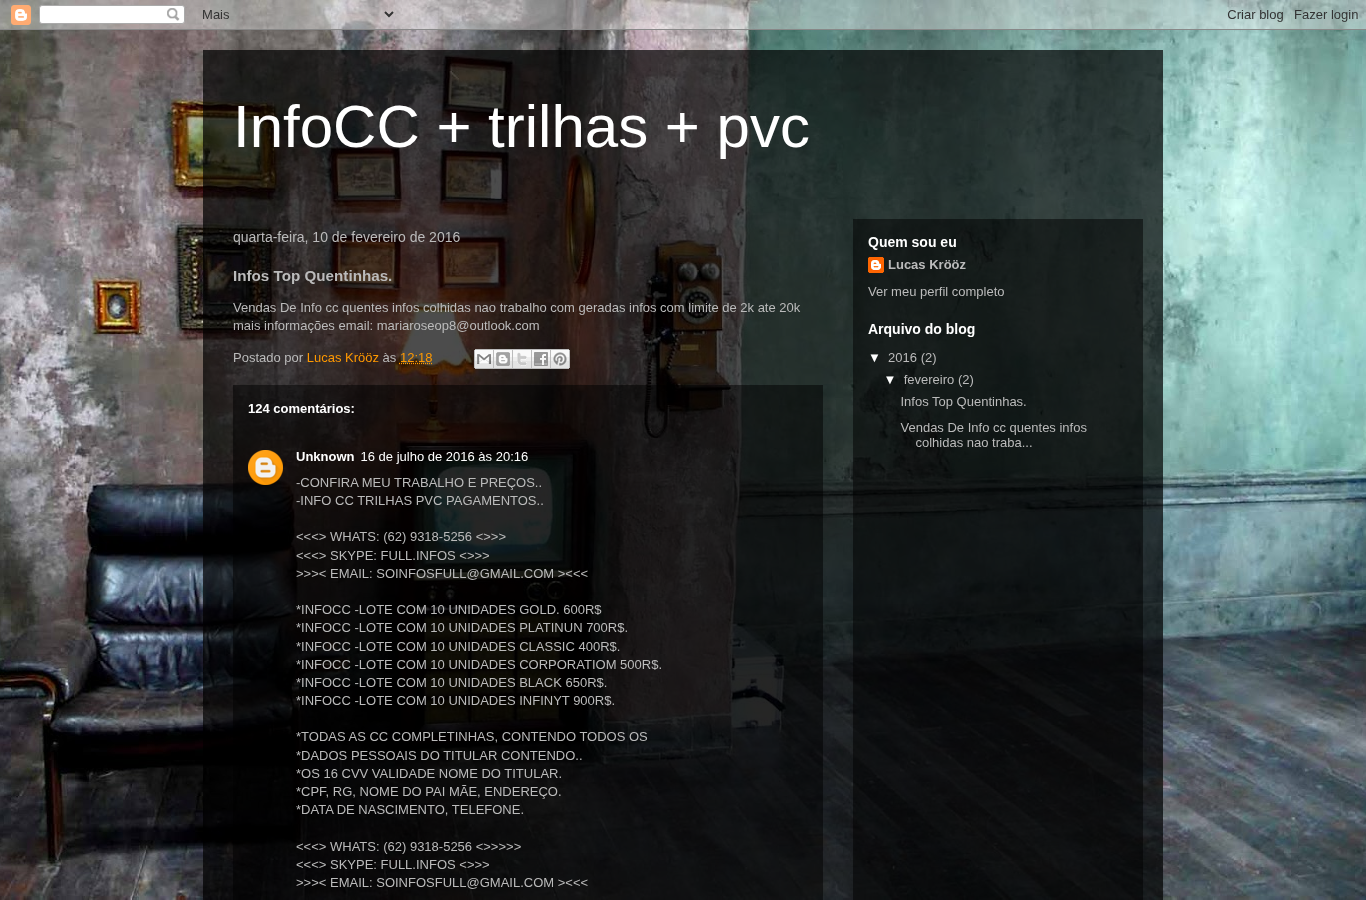 Mais
Criar blog
Fazer login
InfoCC + trilhas + pvc
quarta-feira, 10 de fevereiro de 2016
Infos Top Quentinhas.
Vendas De Info cc quentes infos colhidas nao trabalho com geradas infos com limite de 2k ate 20k
mais informações email: mariaroseop8@outlook.com
Postado por Lucas Krööz às 12:18
124 comentários:
Unknown 16 de julho de 2016 às 20:16
-CONFIRA MEU TRABALHO E PREÇOS..
-INFO CC TRILHAS PVC PAGAMENTOS..
<<<> WHATS: (62) 9318-5256 <>>>
<<<> SKYPE: FULL.INFOS <>>>
>>>< EMAIL: SOINFOSFULL@GMAIL.COM ><<<
*INFOCC -LOTE COM 10 UNIDADES GOLD. 600R$
*INFOCC -LOTE COM 10 UNIDADES PLATINUN 700R$.
*INFOCC -LOTE COM 10 UNIDADES CLASSIC 400R$.
*INFOCC -LOTE COM 10 UNIDADES CORPORATIOM 500R$.
*INFOCC -LOTE COM 10 UNIDADES BLACK 650R$.
*INFOCC -LOTE COM 10 UNIDADES INFINYT 900R$.
*TODAS AS CC COMPLETINHAS, CONTENDO TODOS OS
*DADOS PESSOAIS DO TITULAR CONTENDO..
*OS 16 CVV VALIDADE NOME DO TITULAR.
*CPF, RG, NOME DO PAI MÃE, ENDEREÇO.
*DATA DE NASCIMENTO, TELEFONE.
<<<> WHATS: (62) 9318-5256 <>>>>>
<<<> SKYPE: FULL.INFOS <>>>
>>>< EMAIL: SOINFOSFULL@GMAIL.COM ><<<
Quem sou eu
Lucas Krööz
Ver meu perfil completo
Arquivo do blog
▼ 2016 (2)
▼ fevereiro (2)
Infos Top Quentinhas.
Vendas De Info cc quentes infos
colhidas nao traba...